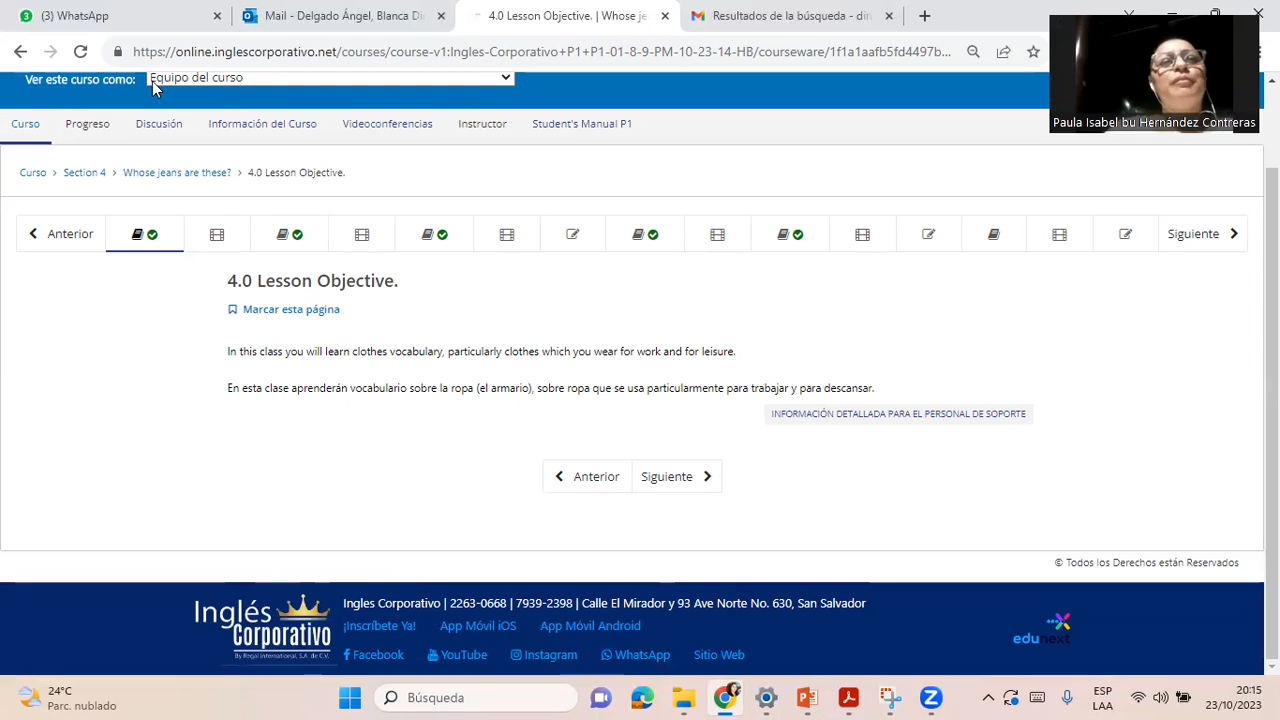 (3) WhatsApp
Mail - Delgado Ángel, Blanca Di
4.0 Lesson Objective. | Whose je
Resultados de la búsqueda - din
https://online.inglescorporativo.net/courses/course-v1:Ingles-Corporativo+P1+P1-01-8-9-PM-10-23-14-HB/courseware/1f1a1aafb5fd4497b...
Ver este curso como:
Equipo del curso
Paula Isabel bu Hernández Contreras
Curso
Progreso
Discusión
Información del Curso
Videoconferencias
Instructor
Student's Manual P1
Curso > Section 4 > Whose jeans are these? > 4.0 Lesson Objective.
Anterior
Siguiente
4.0 Lesson Objective.
Marcar esta página
In this class you will learn clothes vocabulary, particularly clothes which you wear for work and for leisure.
En esta clase aprenderán vocabulario sobre la ropa (el armario), sobre ropa que se usa particularmente para trabajar y para descansar.
INFORMACIÓN DETALLADA PARA EL PERSONAL DE SOPORTE
Anterior
Siguiente
© Todos los Derechos están Reservados
Inglés Corporativo
By Regal International, S.A. de C.V.
Ingles Corporativo | 2263-0668 | 7939-2398 | Calle El Mirador y 93 Ave Norte No. 630, San Salvador
¡Inscríbete Ya!
App Móvil iOS
App Móvil Android
Facebook
YouTube
Instagram
WhatsApp
Sitio Web
edunext
24°C
Parc. nublado
Búsqueda
ESP
LAA
20:15
23/10/2023